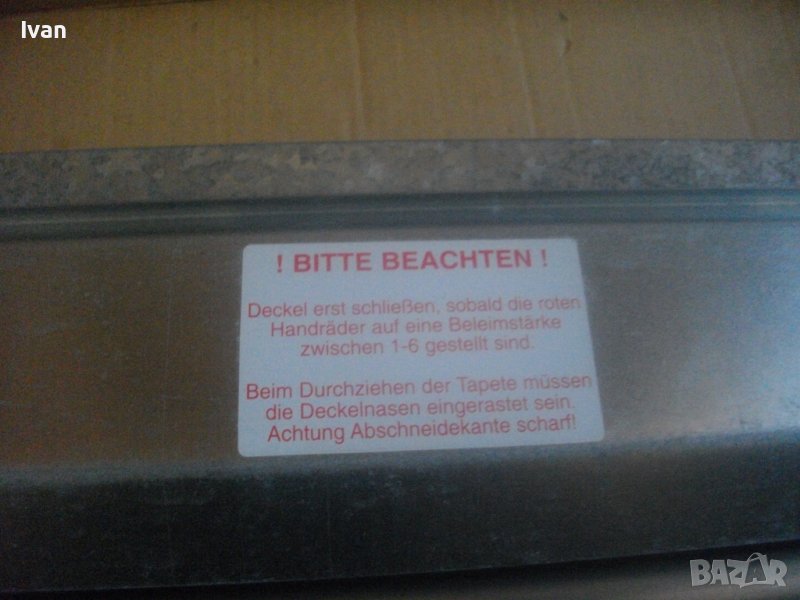 Ivan
! BITTE BEACHTEN !
Deckel erst schließen, sobald die roten
Handräder auf eine Beleimstärke
zwischen 1-6 gestellt sind.
Beim Durchziehen der Tapete müssen
die Deckelnasen eingerastet sein.
Achtung Abschneidekante scharf!
BAZAR